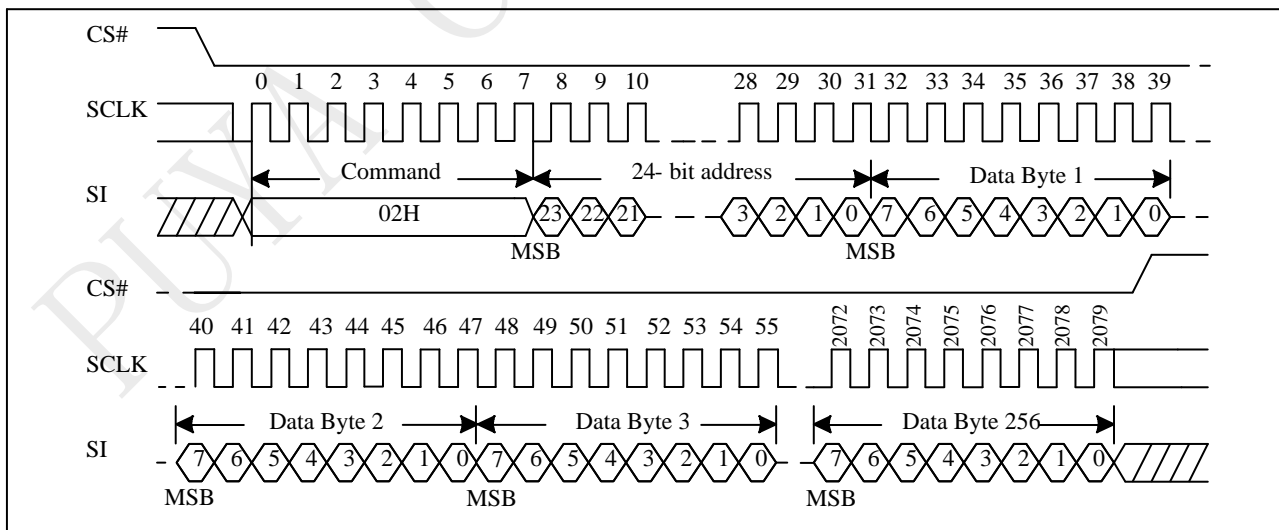 CS#
0 1 2 3 4 5 6 7 8 9 10 28 29 30 31 32 33 34 35 36 37 38 39
SCLK
Command 24- bit address Data Byte 1
SI
02H 23 22 21 3 2 1 0 7 6 5 4 3 2 1 0
MSB MSB
CS#
40 41 42 43 44 45 46 47 48 49 50 51 52 53 54 55 2072 2073 2074 2075 2076 2077 2078 2079
SCLK
Data Byte 2 Data Byte 3 Data Byte 256
SI
7 6 5 4 3 2 1 0 7 6 5 4 3 2 1 0 7 6 5 4 3 2 1 0
MSB MSB MSB
PUYA C